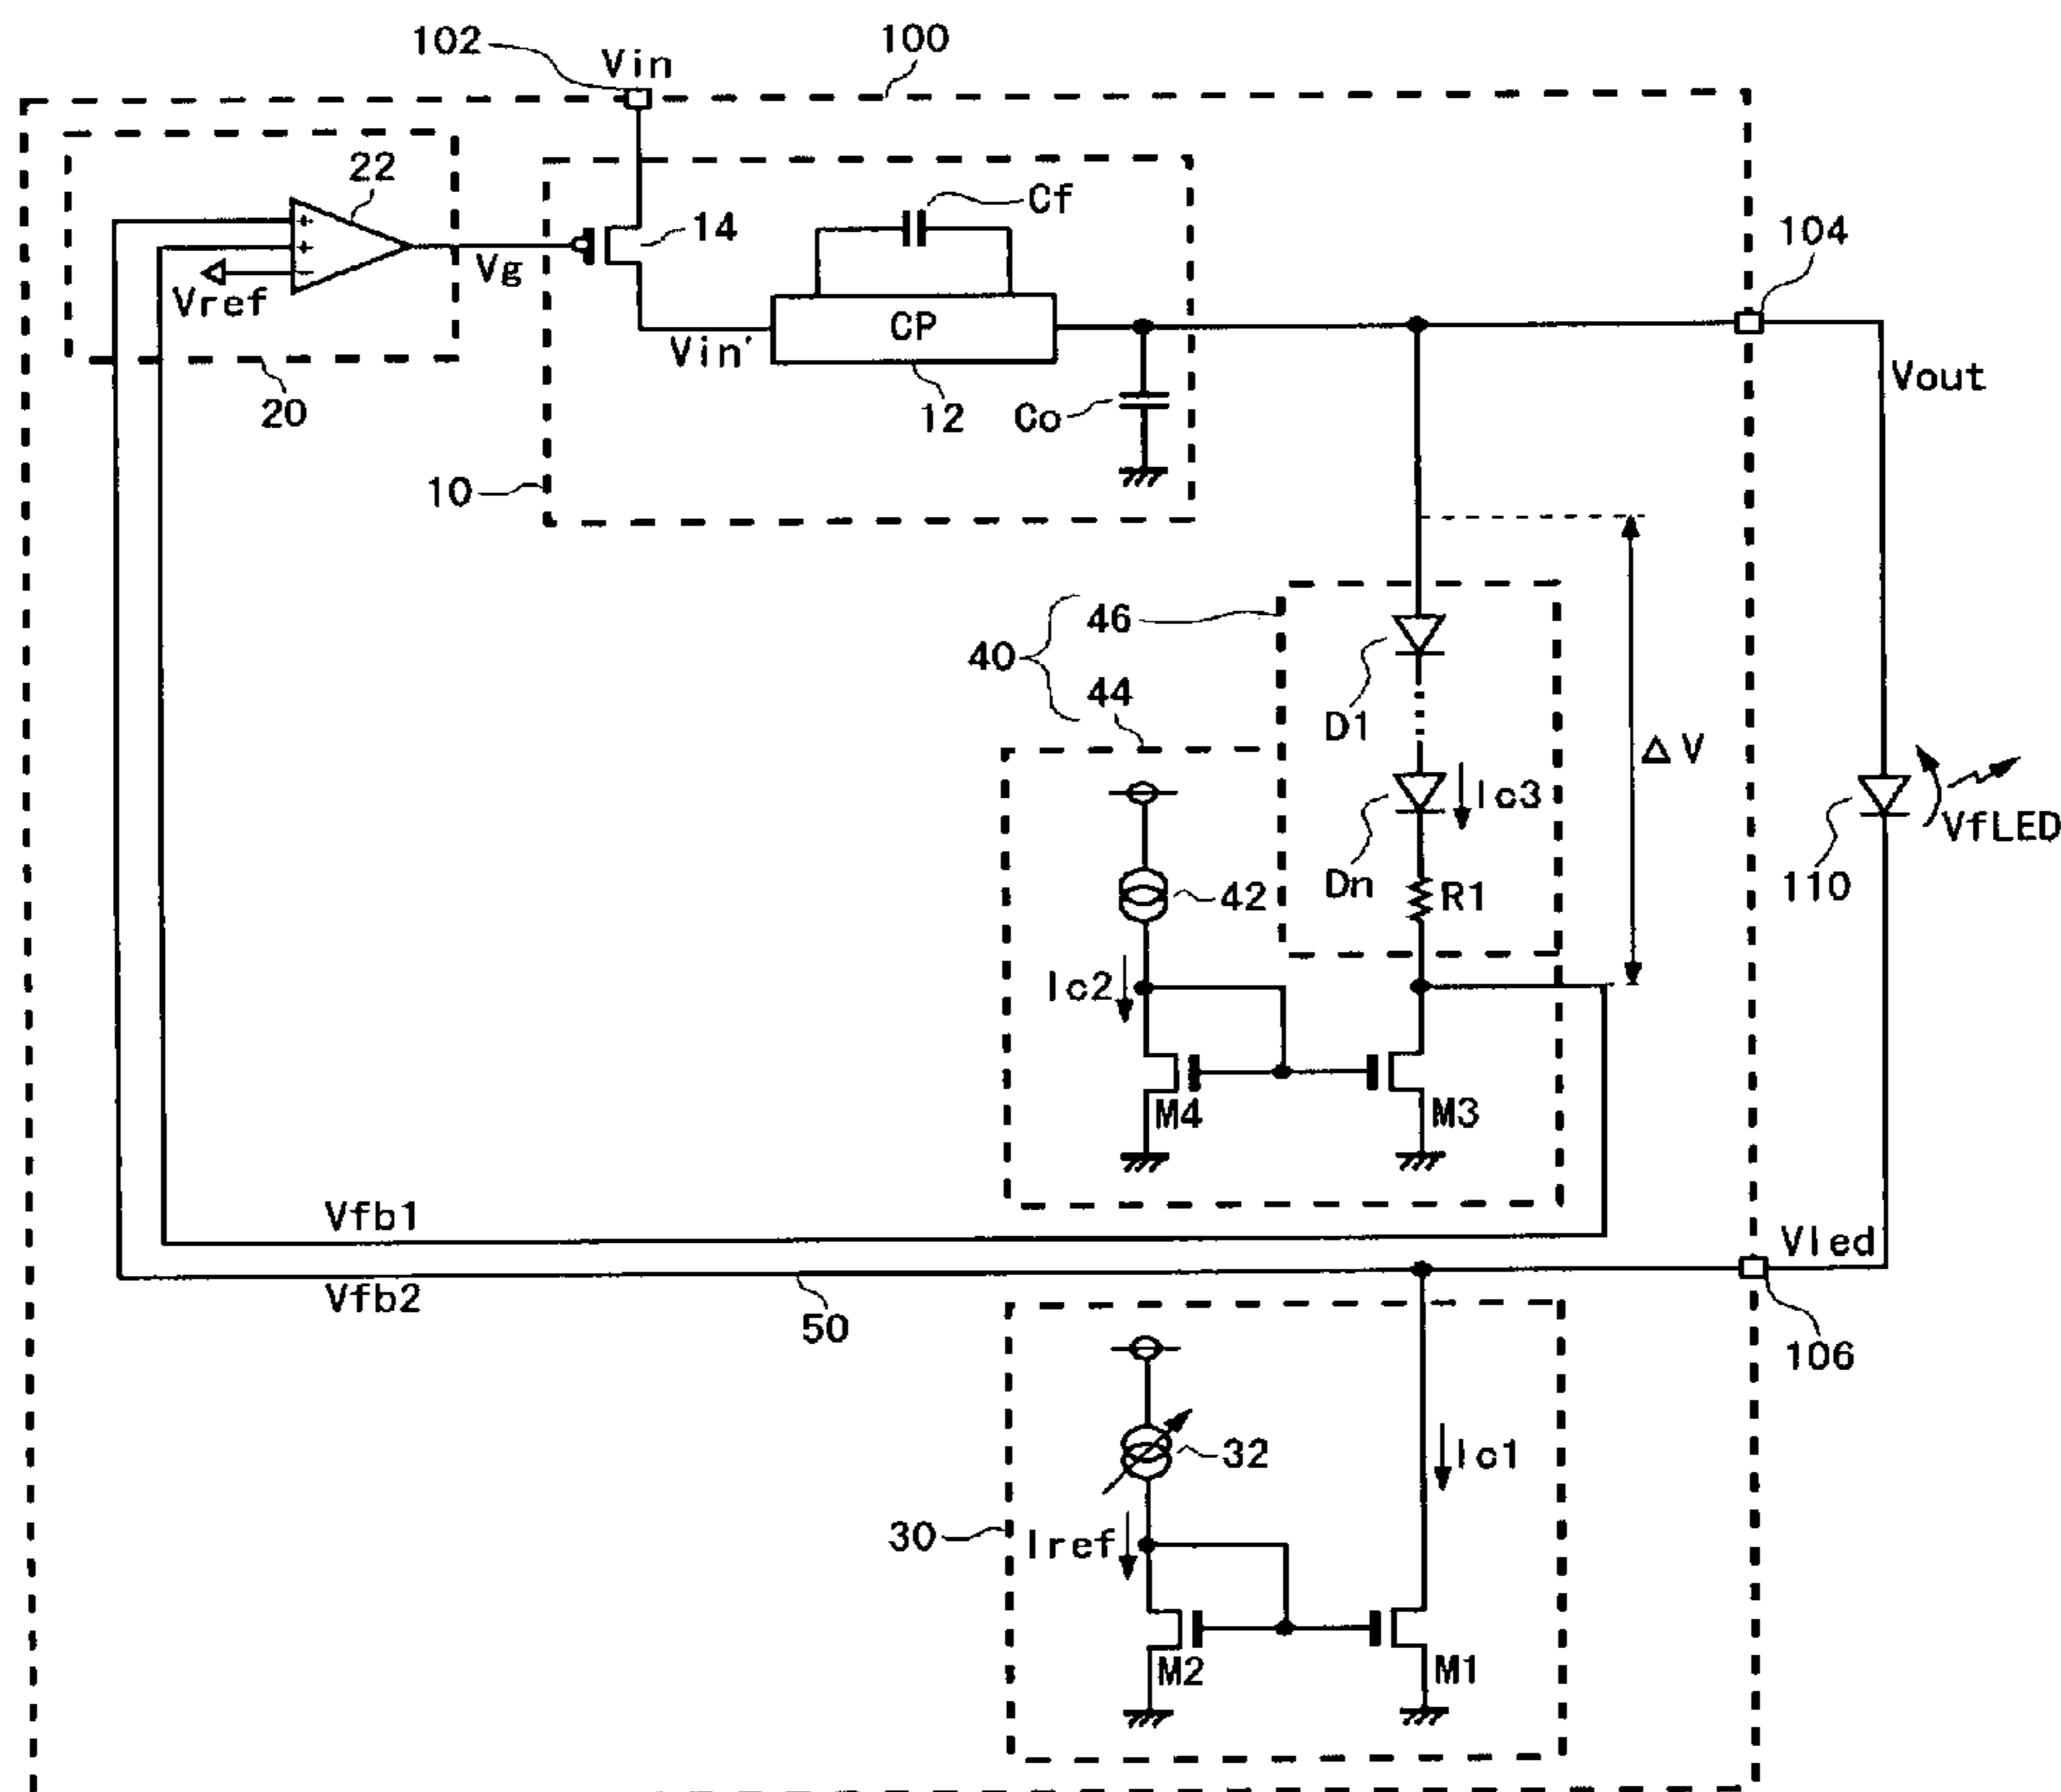 102
Vin
100
22
Cf
14
Vg
Vref
104
CP
Vin'
Vout
20
12
Co
10
46
40
44
D1
ΔV
Ic3
VfLED
Dn
R1
110
42
Ic2
M4
M3
Vfb1
Vled
Vfb2
50
106
32
Ic1
30
Iref
M2
M1